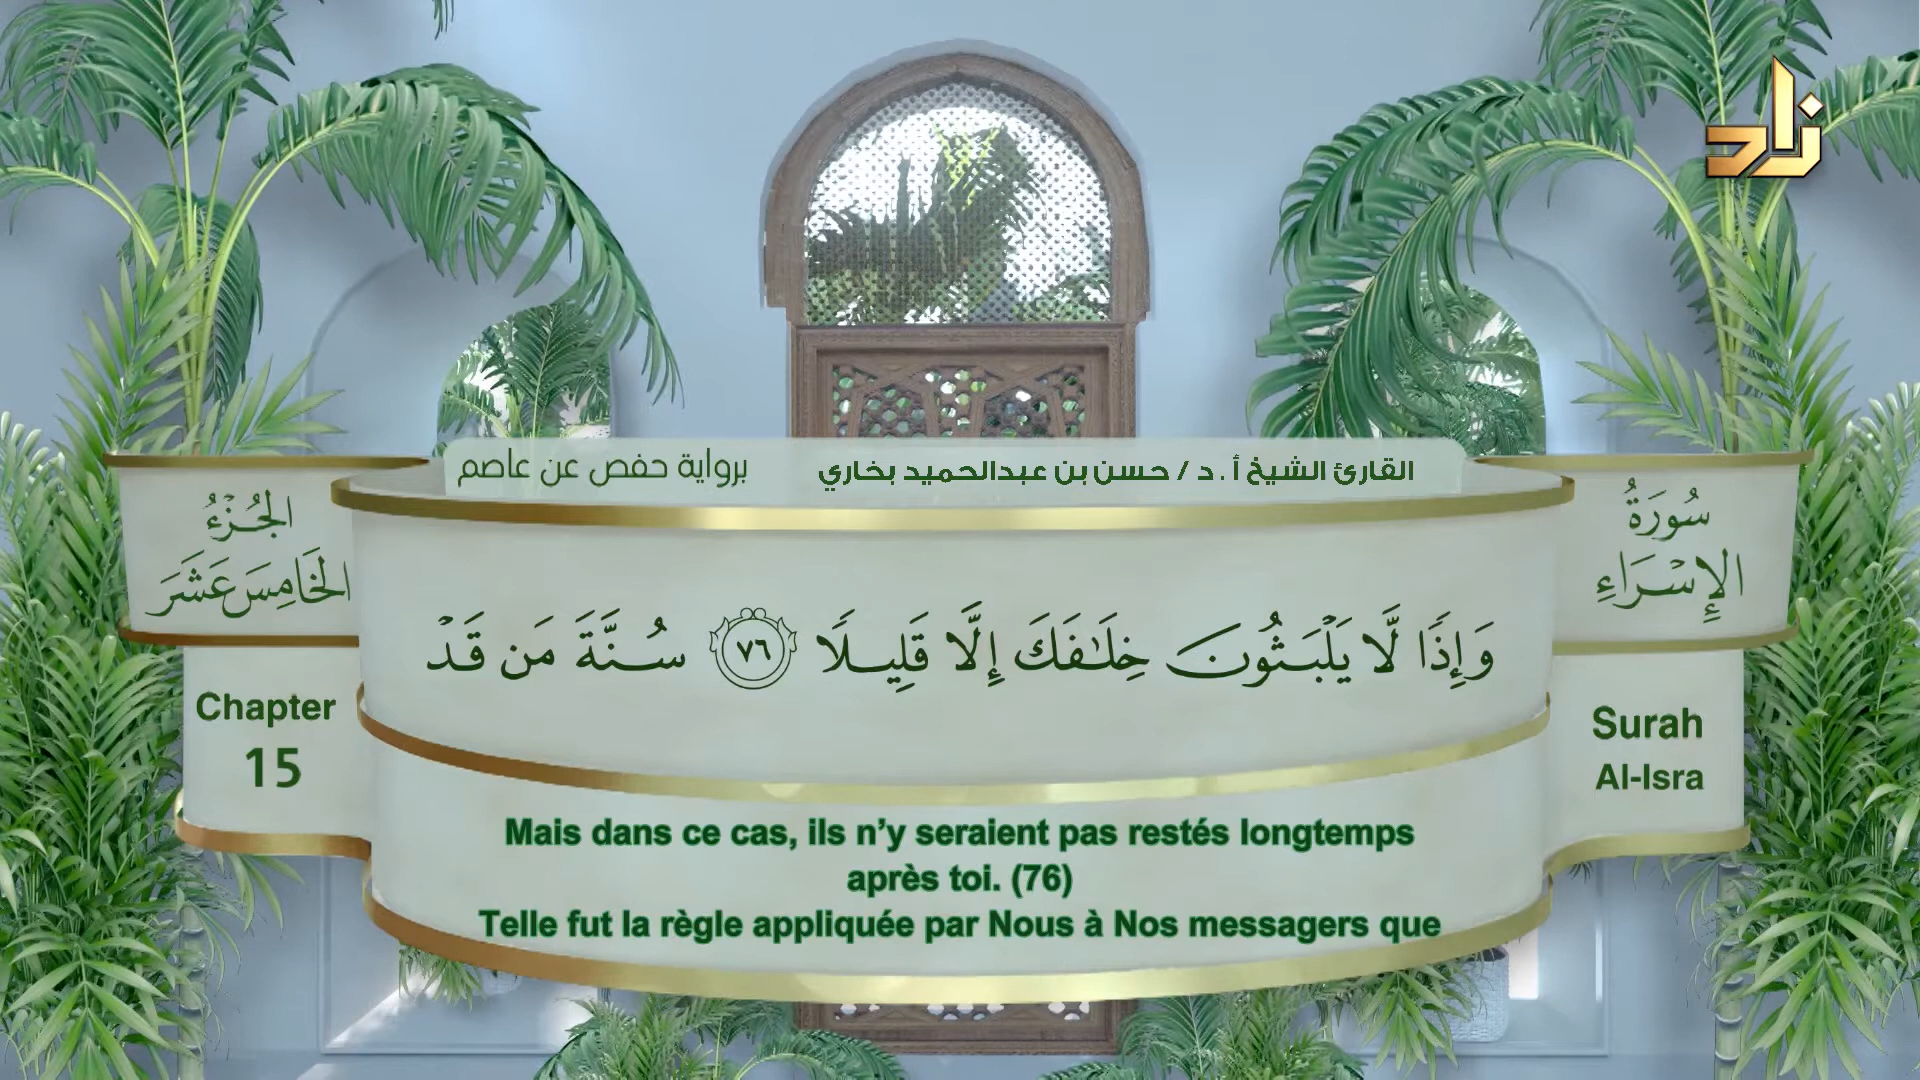 زاد
القارئ الشيخ أ . د / حسن بن عبدالحميد بخاري
برواية حفص عن عاصم
سُورَةُ
الإِسْرَاءِ
الجُزْءُ
الخَامِسَ عَشَرَ
وَإِذًا لَّا يَلْبَثُونَ خِلَٰفَكَ إِلَّا قَلِيلًا ٧٦ سُنَّةَ مَن قَدْ
Chapter
15
Surah
Al-Isra
Mais dans ce cas, ils n’y seraient pas restés longtemps
après toi. (76)
Telle fut la règle appliquée par Nous à Nos messagers que